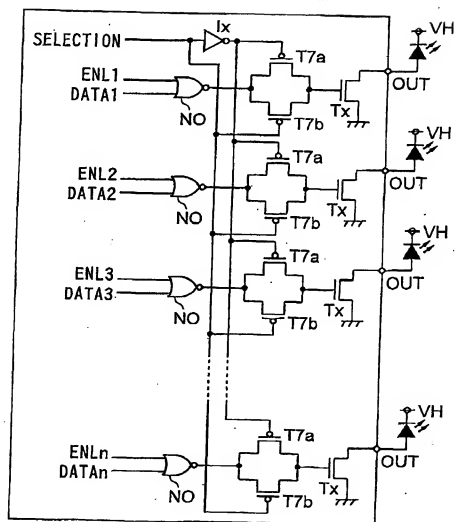 Ix
VH
SELECTION
T7a
ENL1
DATA1
NO
OUT
T7b
Tx
VH
T7a
ENL2
DATA2
NO
OUT
T7b
Tx
VH
T7a
ENL3
DATA3
NO
OUT
T7b
Tx
VH
T7a
ENLn
DATAn
NO
OUT
T7b
Tx